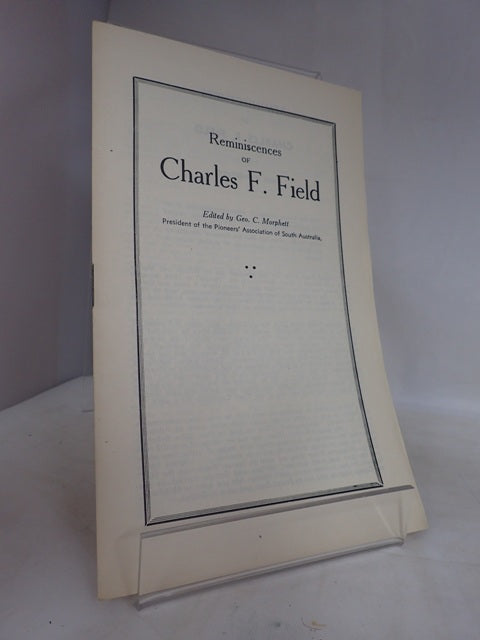 Reminiscences
OF
Charles F. Field
Edited by Geo. C. Morphett
President of the Pioneers' Association of South Australia,